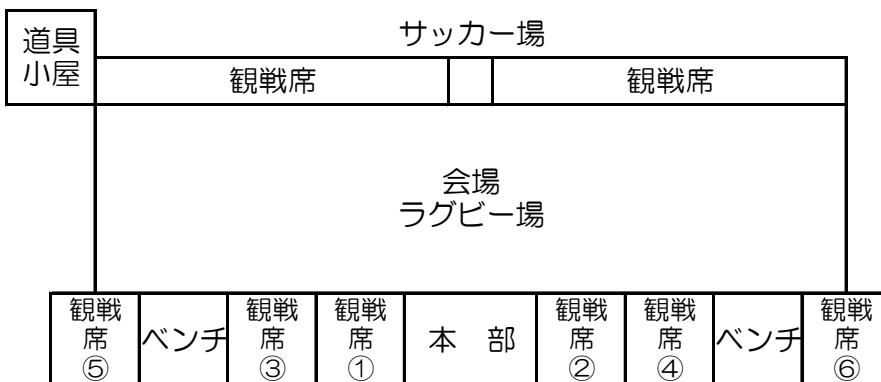 道具
小屋
サッカー場
観戦席
観戦席
会場
ラグビー場
観戦
席
⑤
ベンチ
観戦
席
③
観戦
席
①
本 部
観戦
席
②
観戦
席
④
ベンチ
観戦
席
⑥